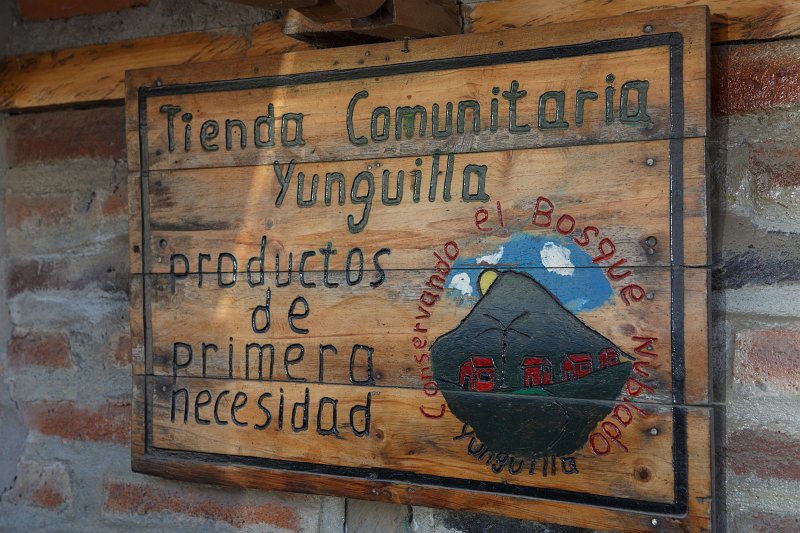 Tienda Comunitaria
Yunguilla
productos
de
primera
necesidad
Conservando el Bosque Nublado
Yunguilla